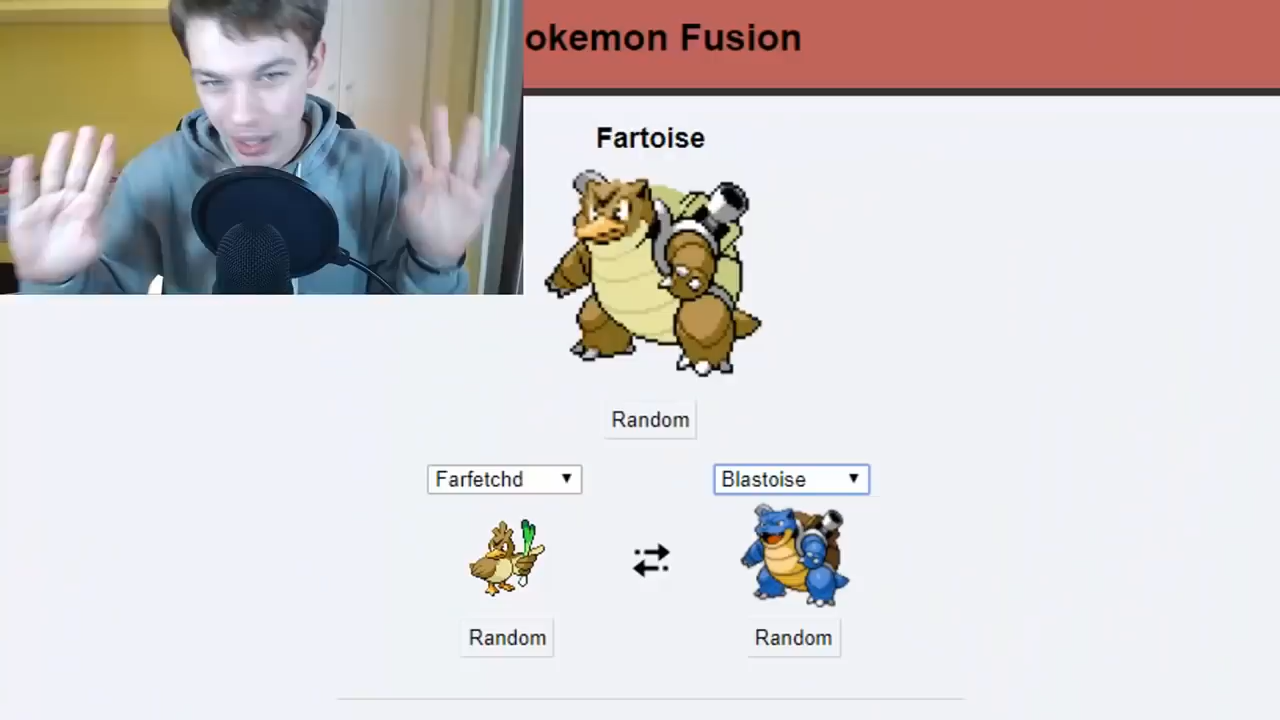 okemon Fusion
Fartoise
Random
Farfetchd
Blastoise
Random
Random